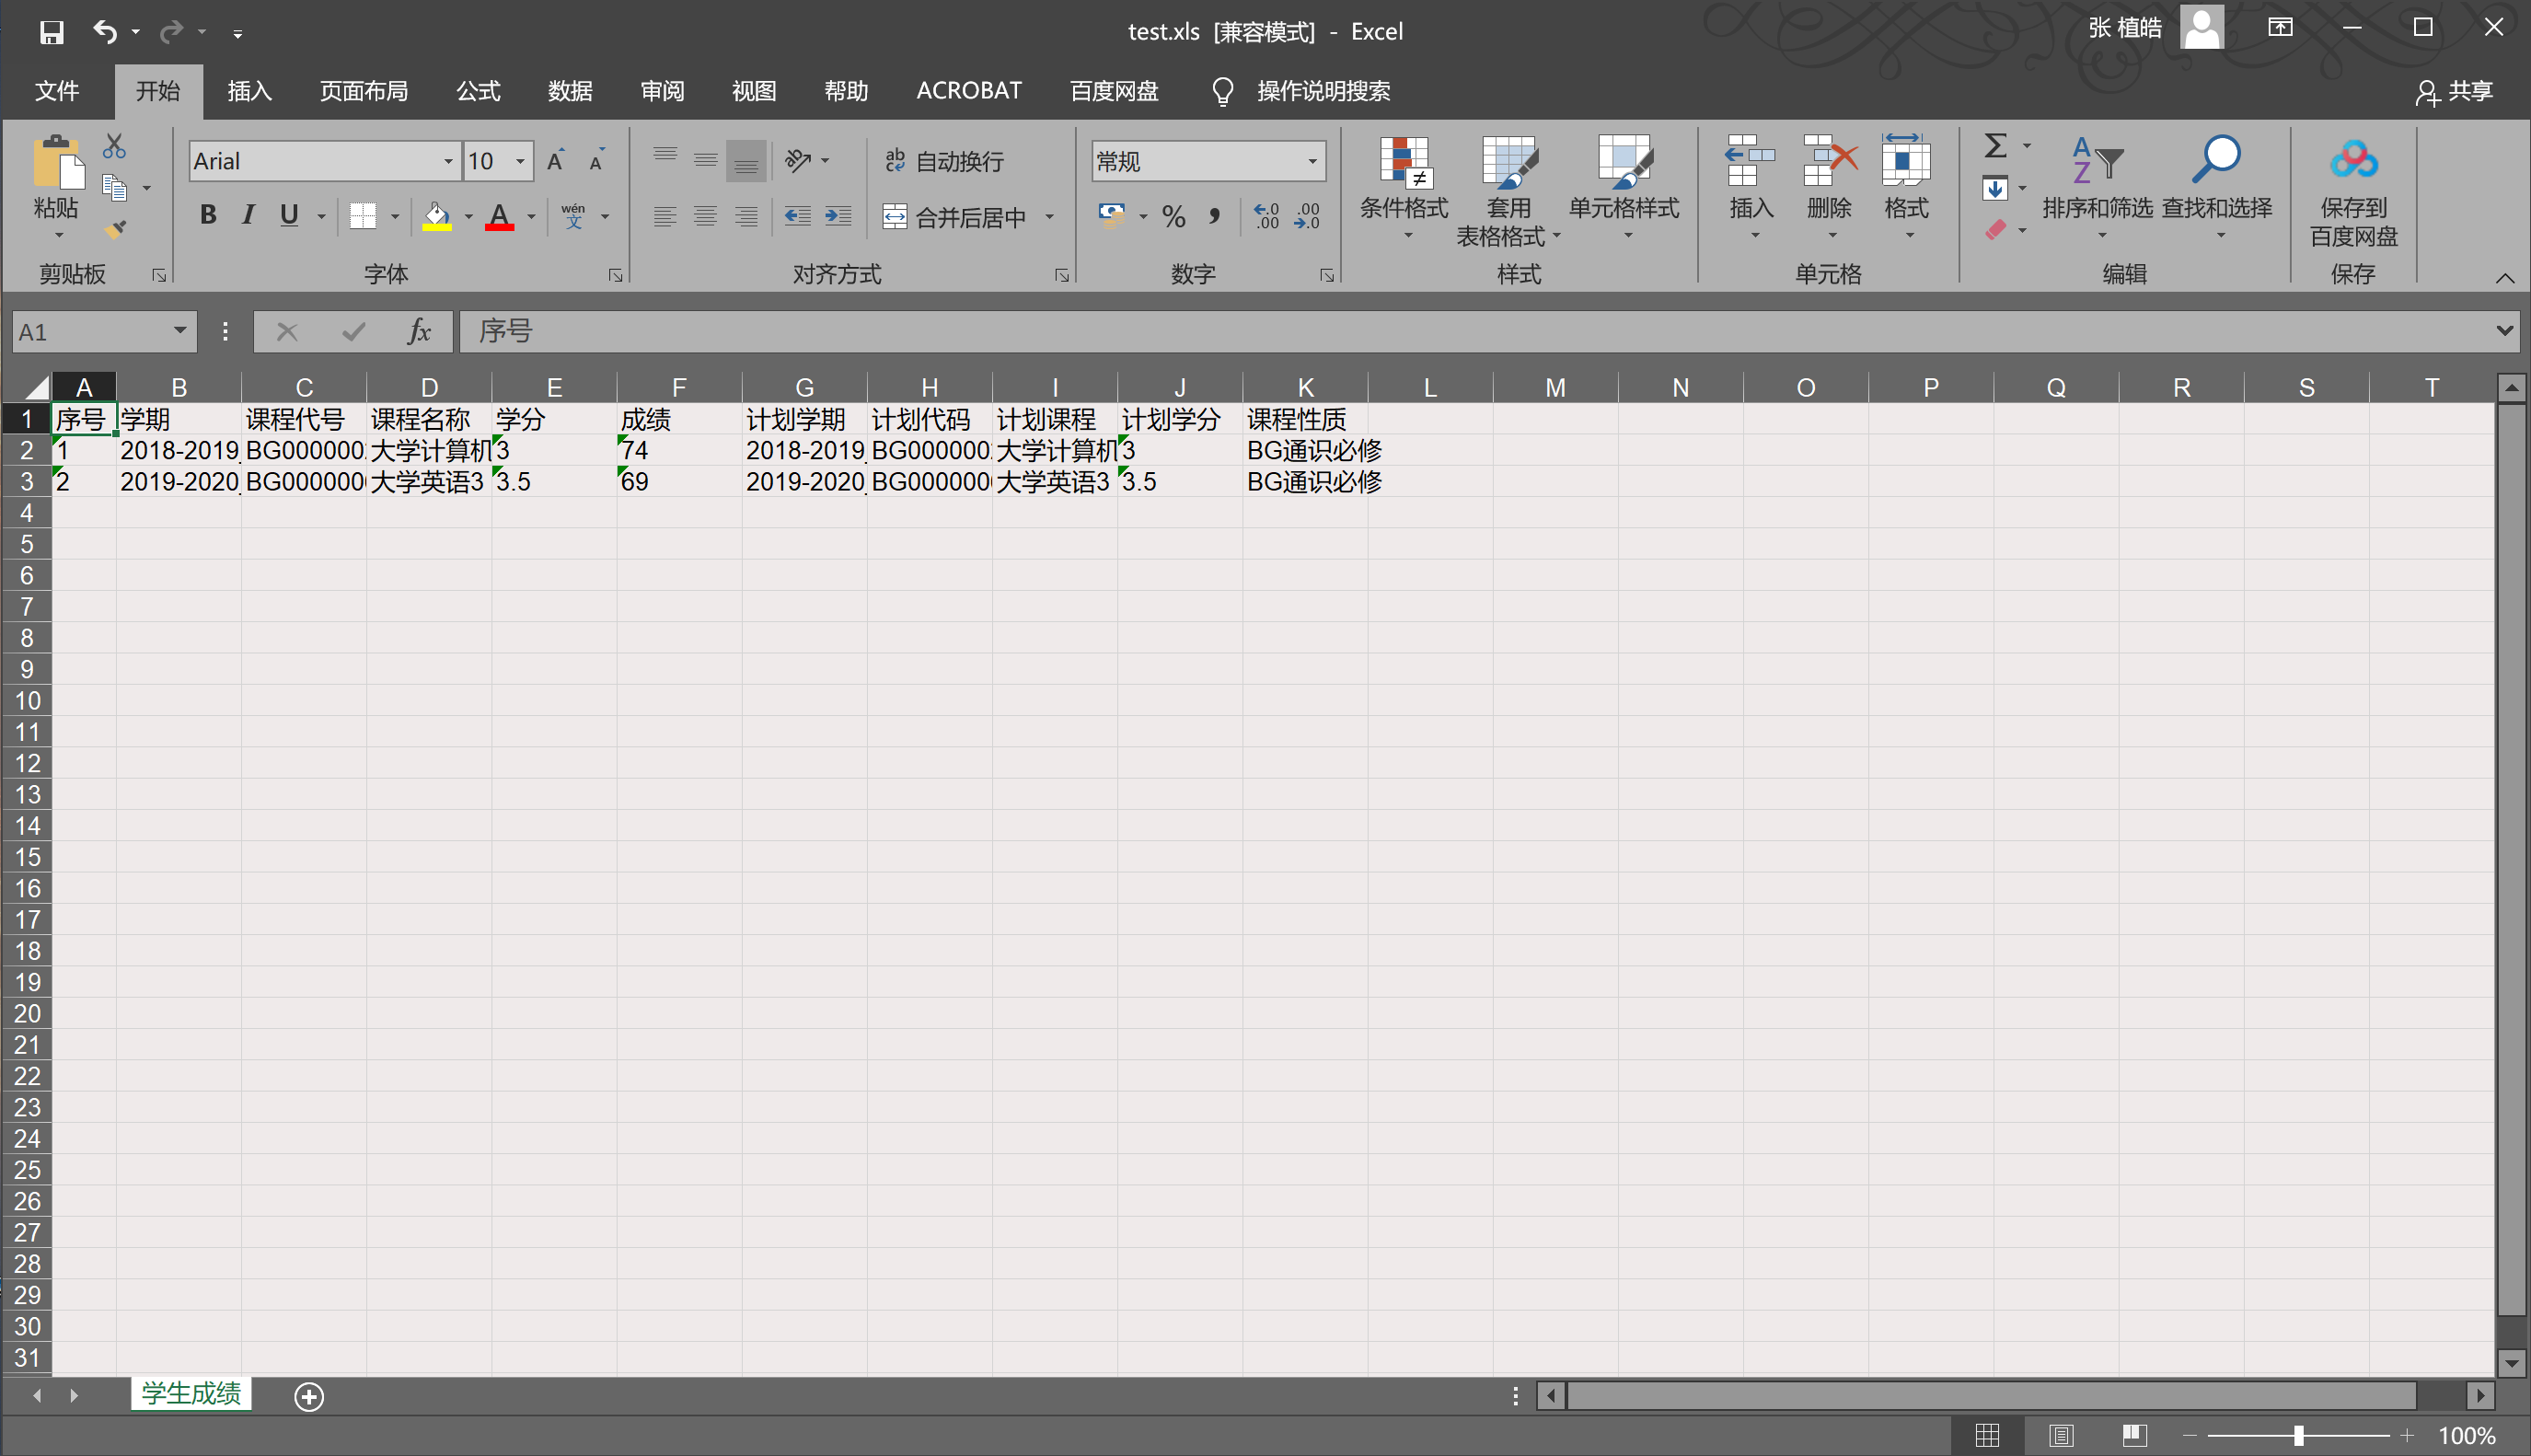 test.xls [兼容模式] - Excel
张 植皓
文件 开始 插入 页面布局 公式 数据 审阅 视图 帮助 ACROBAT 百度网盘 操作说明搜索 共享
粘贴
剪贴板
Arial 10
B I U
wén
文
字体
自动换行
合并后居中
对齐方式
常规
数字
条件格式
套用
表格格式
单元格样式
样式
插入 删除 格式
单元格
排序和筛选 查找和选择
编辑
保存到
百度网盘
保存
A1 fx 序号
A B C D E F G H I J K L M N O P Q R S T
1 序号 学期 课程代号 课程名称 学分 成绩 计划学期 计划代码 计划课程 计划学分 课程性质
2 1 2018-2019 BG000000 大学计算机 3 74 2018-2019 BG000000 大学计算机 3 BG通识必修
3 2 2019-2020 BG000000 大学英语3 3.5 69 2019-2020 BG000000 大学英语3 3.5 BG通识必修
4
5
6
7
8
9
10
11
12
13
14
15
16
17
18
19
20
21
22
23
24
25
26
27
28
29
30
31
学生成绩
100%